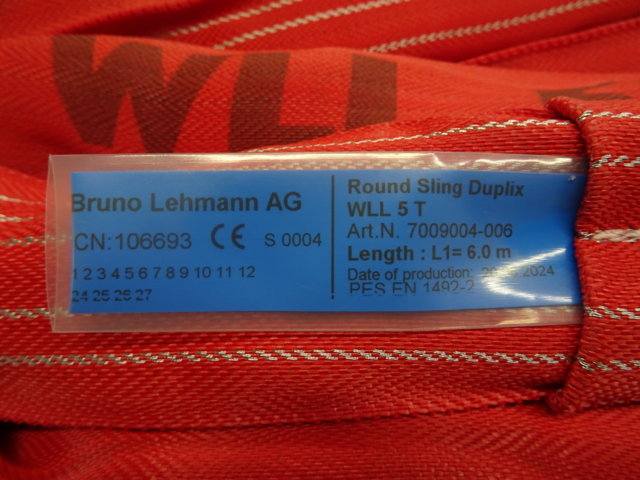 WLL
Bruno Lehmann AG
CN:106693 CE S 0004
1 2 3 4 5 6 7 8 9 10 11 12
24 25 26 27
Round Sling Duplix
WLL 5 T
Art.N. 7009004-006
Length : L1= 6.0 m
Date of production:
PES EN 1492-2